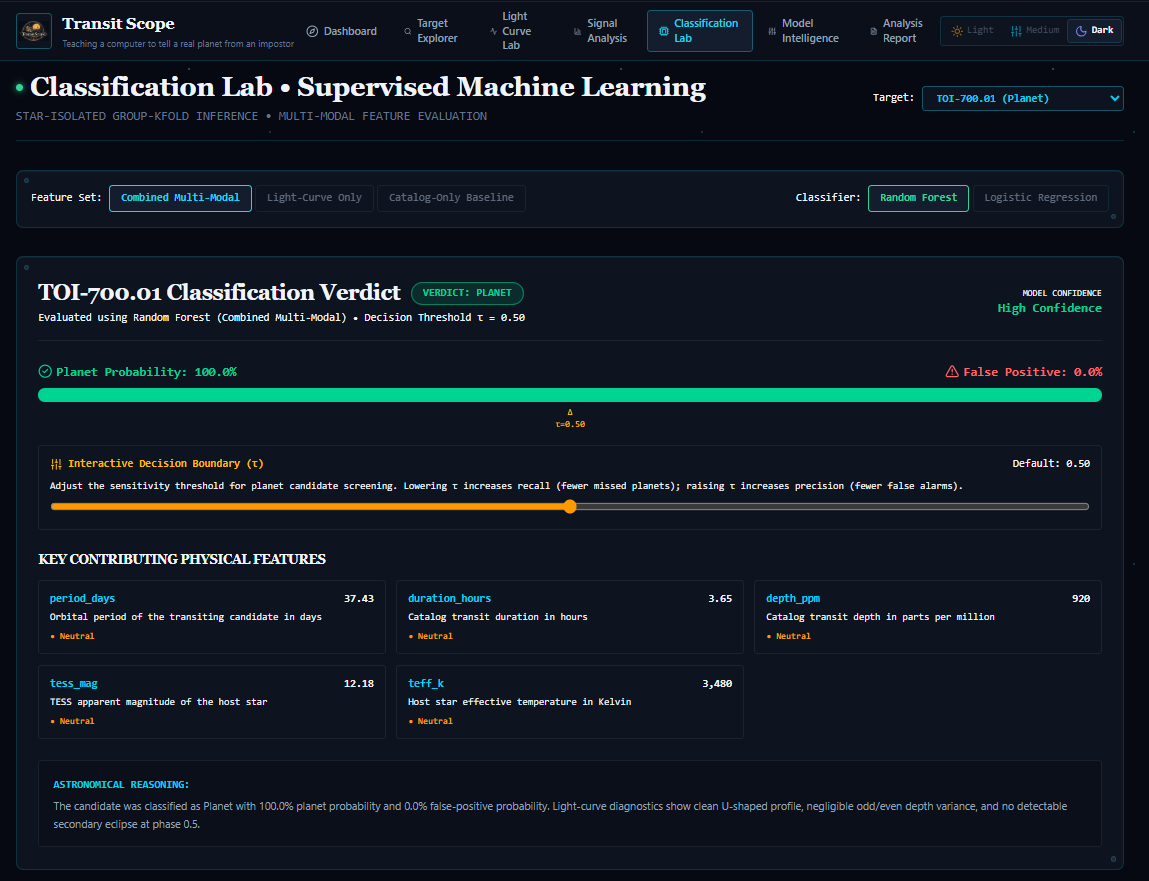 Transit Scope
Teaching a computer to tell a real planet from an impostor
Dashboard
Target
Explorer
Light
Curve
Lab
Signal
Analysis
Classification
Lab
Model
Intelligence
Analysis
Report
Light
Medium
Dark
Classification Lab • Supervised Machine Learning
STAR-ISOLATED GROUP-KFOLD INFERENCE • MULTI-MODAL FEATURE EVALUATION
Target:
TOI-700.01 (Planet)
Feature Set:
Combined Multi-Modal
Light-Curve Only
Catalog-Only Baseline
Classifier:
Random Forest
Logistic Regression
TOI-700.01 Classification Verdict
VERDICT: PLANET
Evaluated using Random Forest (Combined Multi-Modal) • Decision Threshold τ = 0.50
MODEL CONFIDENCE
High Confidence
Planet Probability: 100.0%
False Positive: 0.0%
τ=0.50
Interactive Decision Boundary (τ)
Default: 0.50
Adjust the sensitivity threshold for planet candidate screening. Lowering τ increases recall (fewer missed planets); raising τ increases precision (fewer false alarms).
KEY CONTRIBUTING PHYSICAL FEATURES
period_days
37.43
Orbital period of the transiting candidate in days
• Neutral
duration_hours
3.65
Catalog transit duration in hours
• Neutral
depth_ppm
920
Catalog transit depth in parts per million
• Neutral
tess_mag
12.18
TESS apparent magnitude of the host star
• Neutral
teff_k
3,480
Host star effective temperature in Kelvin
• Neutral
ASTRONOMICAL REASONING:
The candidate was classified as Planet with 100.0% planet probability and 0.0% false-positive probability. Light-curve diagnostics show clean U-shaped profile, negligible odd/even depth variance, and no detectable
secondary eclipse at phase 0.5.